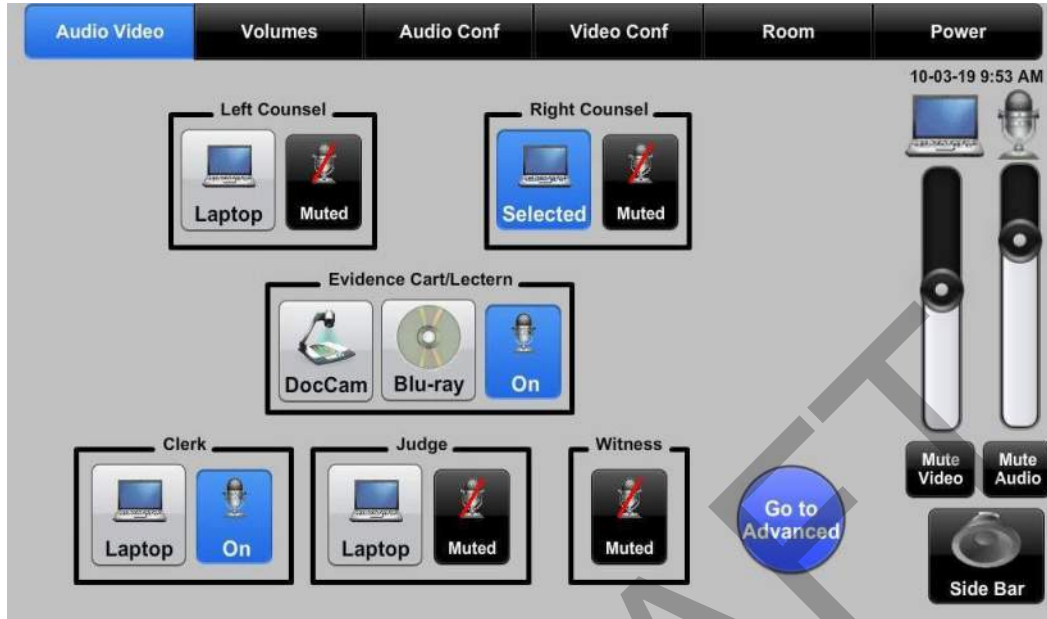 Audio Video
Volumes
Audio Conf
Video Conf
Room
Power
10-03-19 9:53 AM
Left Counsel
Laptop
Muted
Right Counsel
Selected
Muted
Evidence Cart/Lectern
DocCam
Blu-ray
On
Clerk
Laptop
On
Judge
Laptop
Muted
Witness
Muted
Go to
Advanced
Mute
Video
Mute
Audio
Side Bar